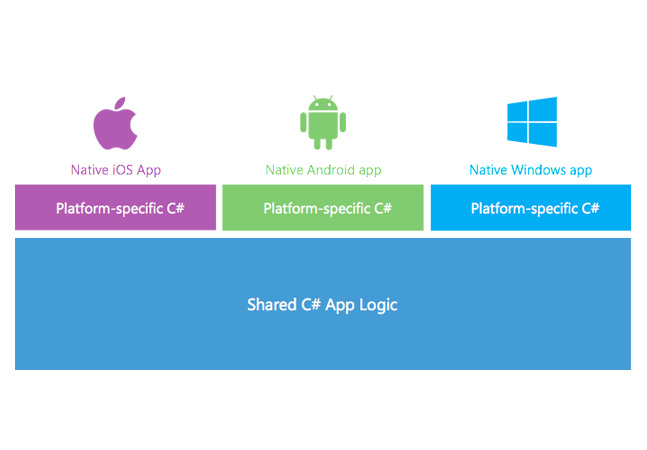 Native iOS App
Native Android app
Native Windows app
Platform-specific C#
Platform-specific C#
Platform-specific C#
Shared C# App Logic